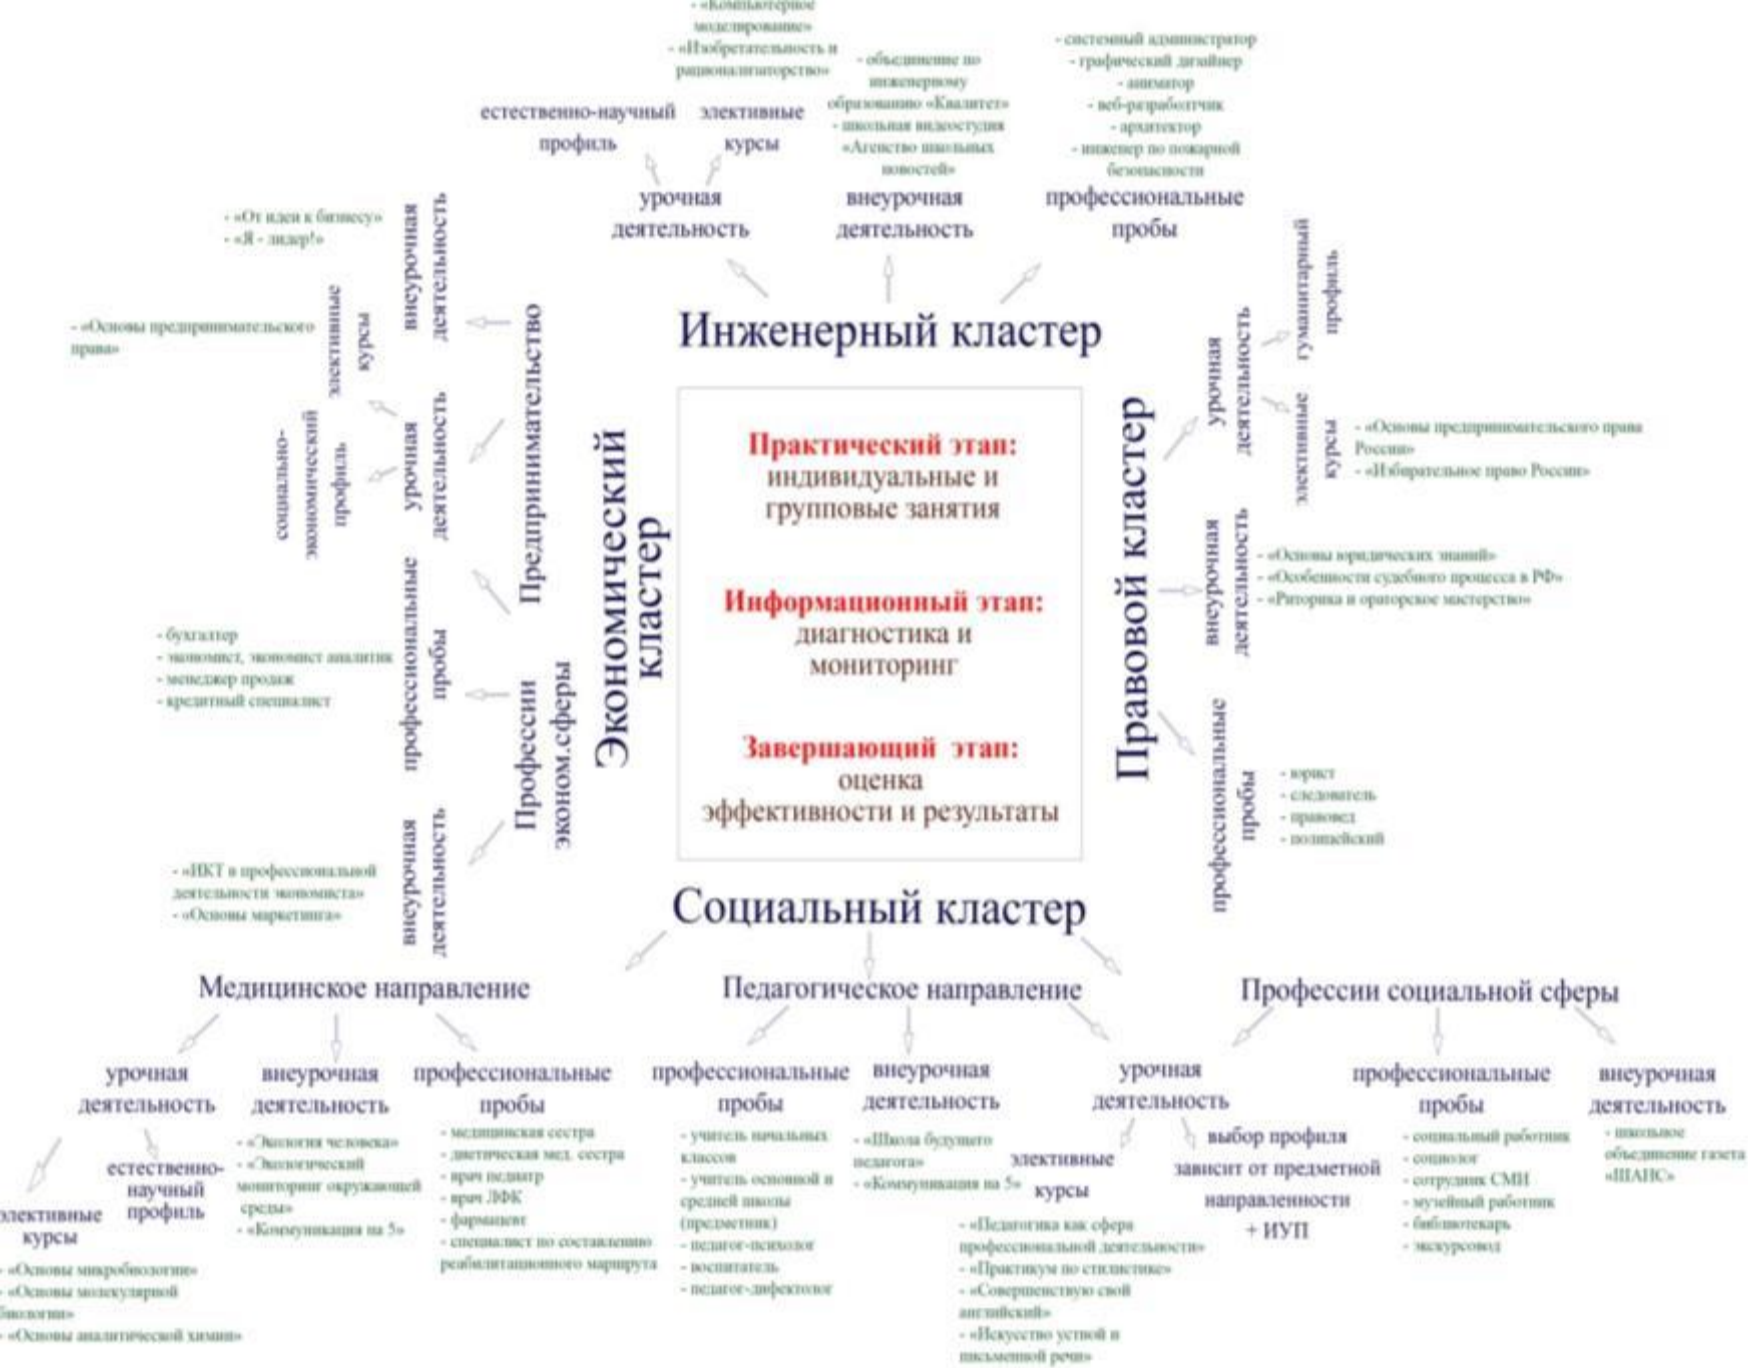 - «Компьютерное
моделирование»
- «Изобретательность и
рационализаторство»
естественно-научный
профиль
элективные
курсы
- объединение по
инженерному
образованию «Квалитет»
- школьная видеостудия
«Агенство школьных
новостей»
- системный администратор
- графический дизайнер
- аниматор
- веб-разработчик
- архитектор
- инженер по пожарной
безопасности
урочная
деятельность
внеурочная
деятельность
профессиональные
пробы
Инженерный кластер
Экономический
кластер
Предпринимательство
внеурочная
деятельность
- «От идеи к бизнесу»
- «Я - лидер!»
урочная
деятельность
элективные
курсы
- «Основы предпринимательского
права»
социально-
экономический
профиль
профессиональные
пробы
- бухгалтер
- экономист, экономист аналитик
- менеджер продаж
- кредитный специалист
Профессии
эконом.сферы
внеурочная
деятельность
- «ИКТ в профессиональной
деятельности экономиста»
- «Основы маркетинга»
Практический этап:
индивидуальные и
групповые занятия
Информационный этап:
диагностика и
мониторинг
Завершающий этап:
оценка
эффективности и результаты
Правовой кластер
урочная
деятельность
гуманитарный
профиль
элективные
курсы
- «Основы предпринимательского права
России»
- «Избирательное право России»
внеурочная
деятельность
- «Основы юридических знаний»
- «Особенности судебного процесса в РФ»
- «Риторика и ораторское мастерство»
профессиональные
пробы
- юрист
- следователь
- правовед
- полицейский
Социальный кластер
Медицинское направление
урочная
деятельность
элективные
курсы
- «Основы микробиологии»
- «Основы молекулярной
биологии»
- «Основы аналитической химии»
естественно-
научный
профиль
внеурочная
деятельность
- «Экология человека»
- «Экологический
мониторинг окружающей
среды»
- «Коммуникация на 5»
профессиональные
пробы
- медицинская сестра
- диетическая мед. сестра
- врач педиатр
- врач ЛФК
- фармацевт
- специалист по составлению
реабилитационного маршрута
Педагогическое направление
профессиональные
пробы
- учитель начальных
классов
- учитель основной и
средней школы
(предметник)
- педагог-психолог
- воспитатель
- педагог-дифектолог
внеурочная
деятельность
- «Школа будущего
педагога»
- «Коммуникация на 5»
урочная
деятельность
элективные
курсы
- «Педагогика как сфера
профессиональной деятельности»
- «Практикум по стилистике»
- «Совершенствую свой
английский»
- «Искусство устной и
письменной речи»
выбор профиля
зависит от предметной
направленности
+ ИУП
Профессии социальной сферы
профессиональные
пробы
- социальный работник
- социолог
- сотрудник СМИ
- музейный работник
- библиотекарь
- экскурсовод
внеурочная
деятельность
- школьное
объединение газета
«ШАНС»